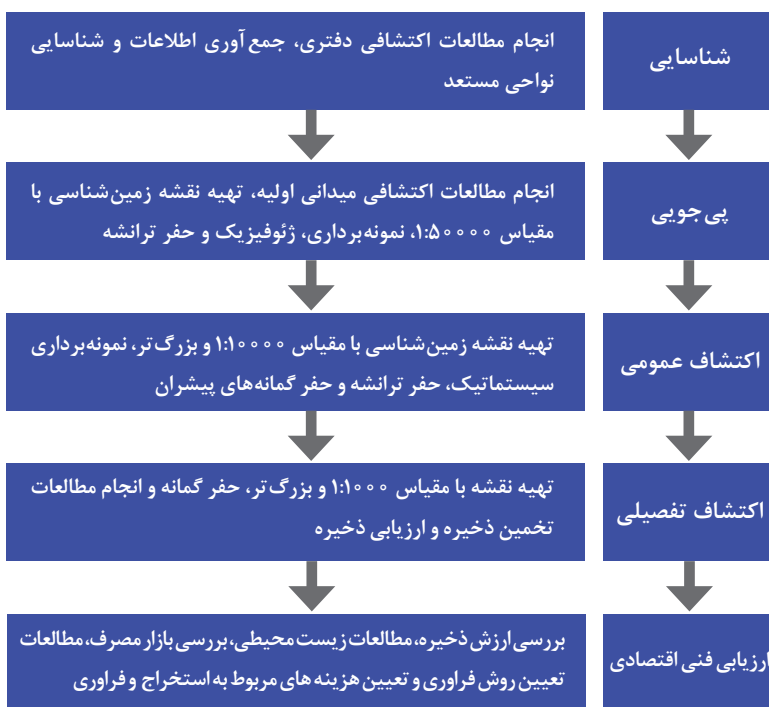 شناسایی
انجام مطالعات اکتشافی دفتری، جمع‌آوری اطلاعات و شناسایی
نواحی مستعد
پی‌جویی
انجام مطالعات اکتشافی میدانی اولیه، تهیه نقشه زمین‌شناسی با
مقیاس ۱:۵۰۰۰۰، نمونه‌برداری، ژئوفیزیک و حفر ترانشه
اکتشاف عمومی
تهیه نقشه زمین‌شناسی با مقیاس ۱:۱۰۰۰۰ و بزرگ‌تر، نمونه‌برداری
سیستماتیک، حفر ترانشه و حفر گمانه‌های پیشران
اکتشاف تفصیلی
تهیه نقشه با مقیاس ۱:۱۰۰۰ و بزرگ‌تر، حفر گمانه و انجام مطالعات
تخمین ذخیره و ارزیابی ذخیره
ارزیابی فنی اقتصادی
بررسی ارزش ذخیره، مطالعات زیست محیطی، بررسی بازار مصرف، مطالعات
تعیین روش فراوری و تعیین هزینه‌های مربوط به استخراج و فراوری